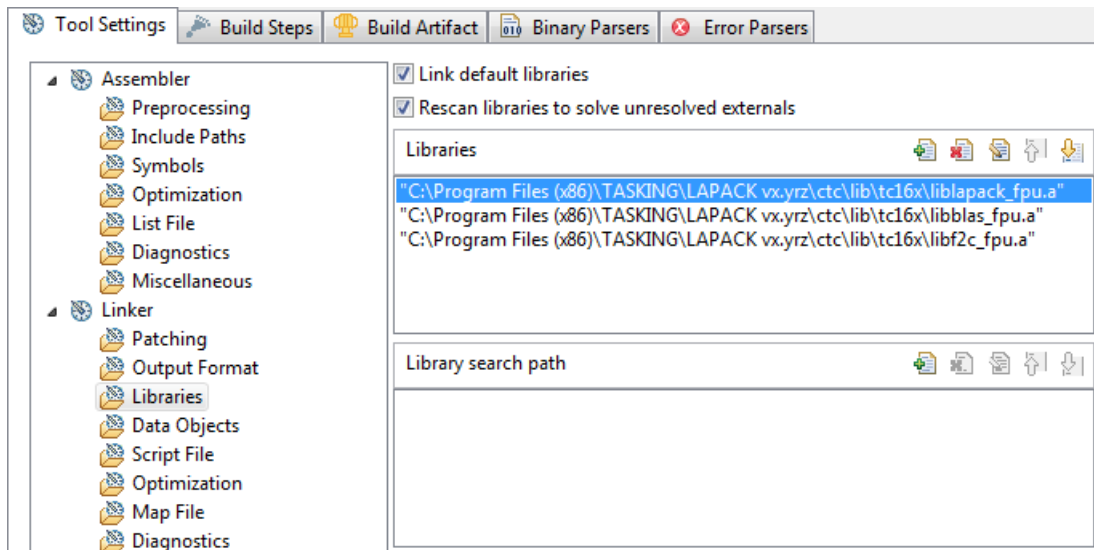 Tool Settings Build Steps Build Artifact Binary Parsers Error Parsers
Assembler
Preprocessing
Include Paths
Symbols
Optimization
List File
Diagnostics
Miscellaneous
Linker
Patching
Output Format
Libraries
Data Objects
Script File
Optimization
Map File
Diagnostics
Link default libraries
Rescan libraries to solve unresolved externals
Libraries
"C:\Program Files (x86)\TASKING\LAPACK vx.yrz\ctc\lib\tc16x\liblapack_fpu.a"
"C:\Program Files (x86)\TASKING\LAPACK vx.yrz\ctc\lib\tc16x\libblas_fpu.a"
"C:\Program Files (x86)\TASKING\LAPACK vx.yrz\ctc\lib\tc16x\libf2c_fpu.a"
Library search path